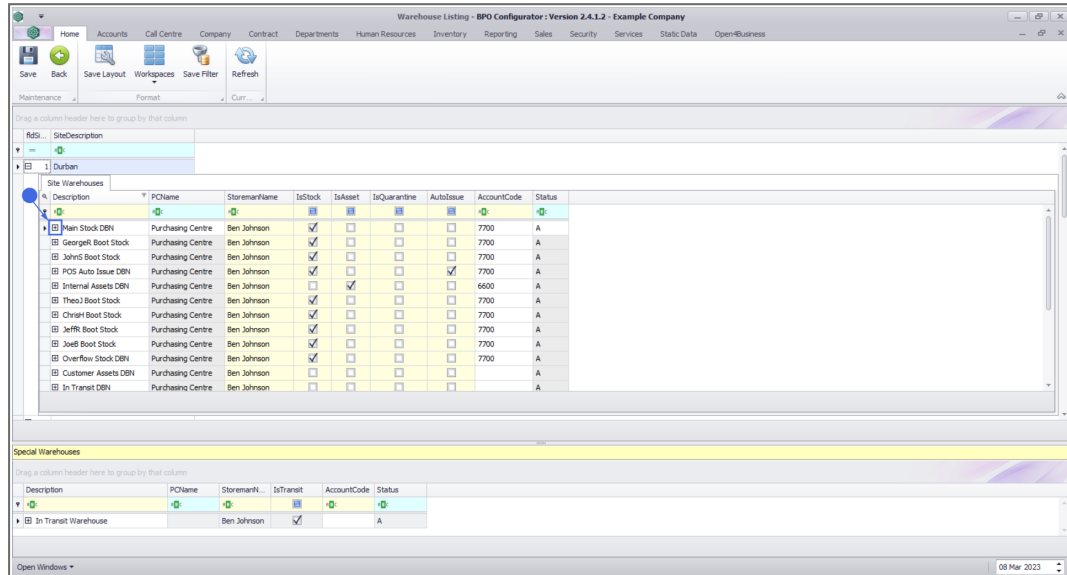 Warehouse Listing - BPO Configurator : Version 2.4.1.2 - Example Company
Home Accounts Call Centre Company Contract Departments Human Resources Inventory Reporting Sales Security Services Static Data Open4Business
Save Back Save Layout Workspaces Save Filter Refresh
Maintenance Format Curr...
Drag a column header here to group by that column
fldSi... SiteDescription
1 Durban
Site Warehouses
Description PCName StoremanName IsStock IsAsset IsQuarantine AutoIssue AccountCode Status
Main Stock DBN Purchasing Centre Ben Johnson 7700 A
GeorgeR Boot Stock Purchasing Centre Ben Johnson 7700 A
JohnS Boot Stock Purchasing Centre Ben Johnson 7700 A
POS Auto Issue DBN Purchasing Centre Ben Johnson 7700 A
Internal Assets DBN Purchasing Centre Ben Johnson 6600 A
TheoJ Boot Stock Purchasing Centre Ben Johnson 7700 A
ChrisH Boot Stock Purchasing Centre Ben Johnson 7700 A
JeffR Boot Stock Purchasing Centre Ben Johnson 7700 A
JoeB Boot Stock Purchasing Centre Ben Johnson 7700 A
Overflow Stock DBN Purchasing Centre Ben Johnson 7700 A
Customer Assets DBN Purchasing Centre Ben Johnson A
In Transit DBN Purchasing Centre Ben Johnson A
Special Warehouses
Drag a column header here to group by that column
Description PCName StoremanN... IsTransit AccountCode Status
In Transit Warehouse Ben Johnson A
Open Windows 08 Mar 2023